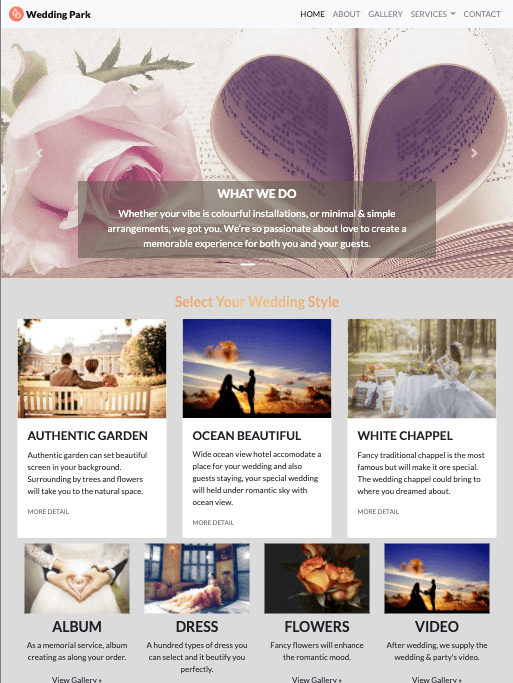 Wedding Park
HOME ABOUT GALLERY SERVICES CONTACT
WHAT WE DO
Whether your vibe is colourful installations, or minimal & simple
arrangements, we got you. We're so passionate about love to create a
memorable experience for both you and your guests.
Select Your Wedding Style
AUTHENTIC GARDEN
Authentic garden can set beautiful
screen in your background.
Surrounding by trees and flowers
will take you to the natural space.
MORE DETAIL
OCEAN BEAUTIFUL
Wide ocean view hotel accomodate a
place for your wedding and also
guests staying, your special wedding
will held under romantic sky with
ocean view.
MORE DETAIL
WHITE CHAPPEL
Fancy traditional chapel is the most
famous but will make it ore special.
The wedding chappel could bring to
where you dreamed about.
MORE DETAIL
ALBUM
As a memorial service, album
creating as along your order.
View Gallery »
DRESS
A hundred types of dress you
can select and it beutify you
perfectly.
FLOWERS
Fancy flowers will enhance
the romantic mood.
View Gallery »
VIDEO
After wedding, we supply the
wedding & party's video.
View Gallery »